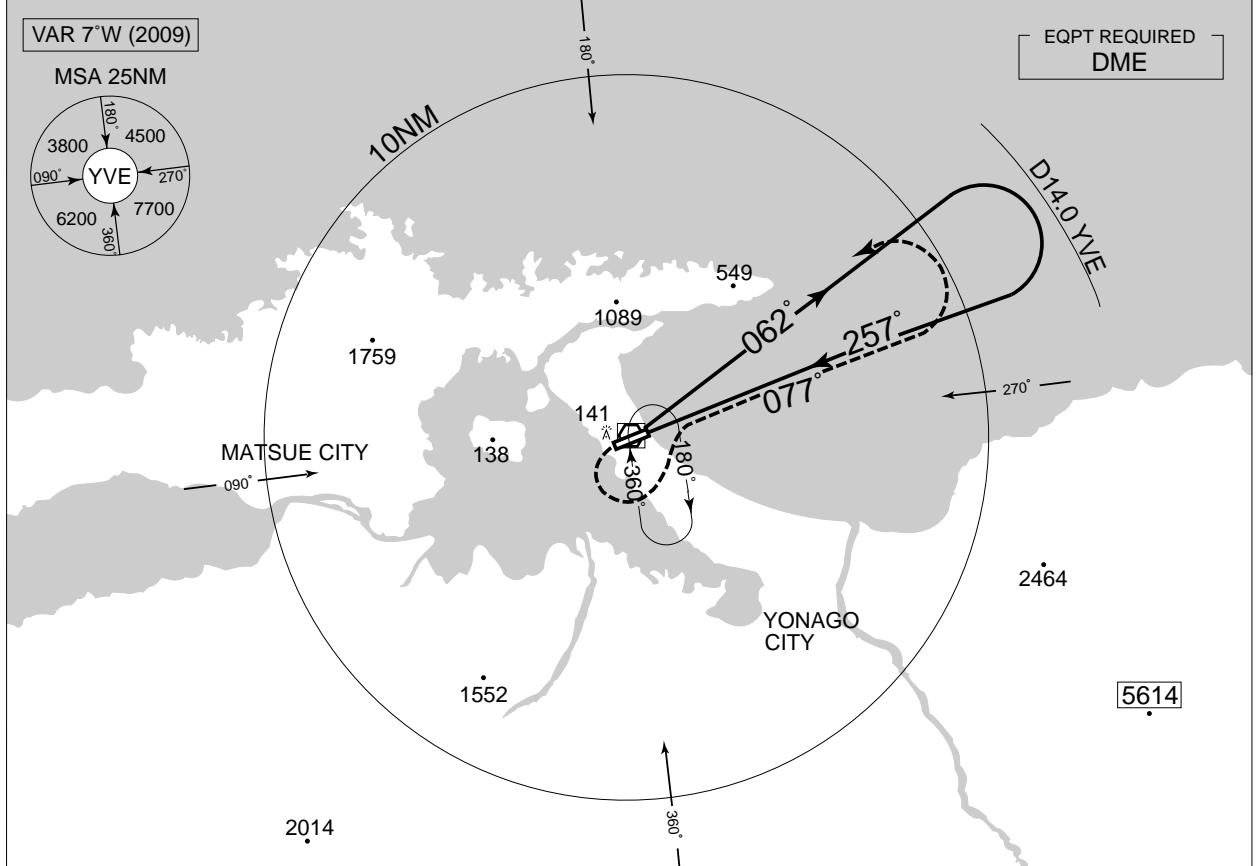 VAR 7°W (2009)
EQPT REQUIRED
DME
MSA 25NM
180°
3800
4500
090°
YVE
270°
6200
7700
360°
180°
10NM
D14.0 YVE
549
1089
062°
257°
077°
1759
270°
141
138
MATSUE CITY
090°
180°
360°
2464
YONAGO
CITY
1552
5614
360°
2014